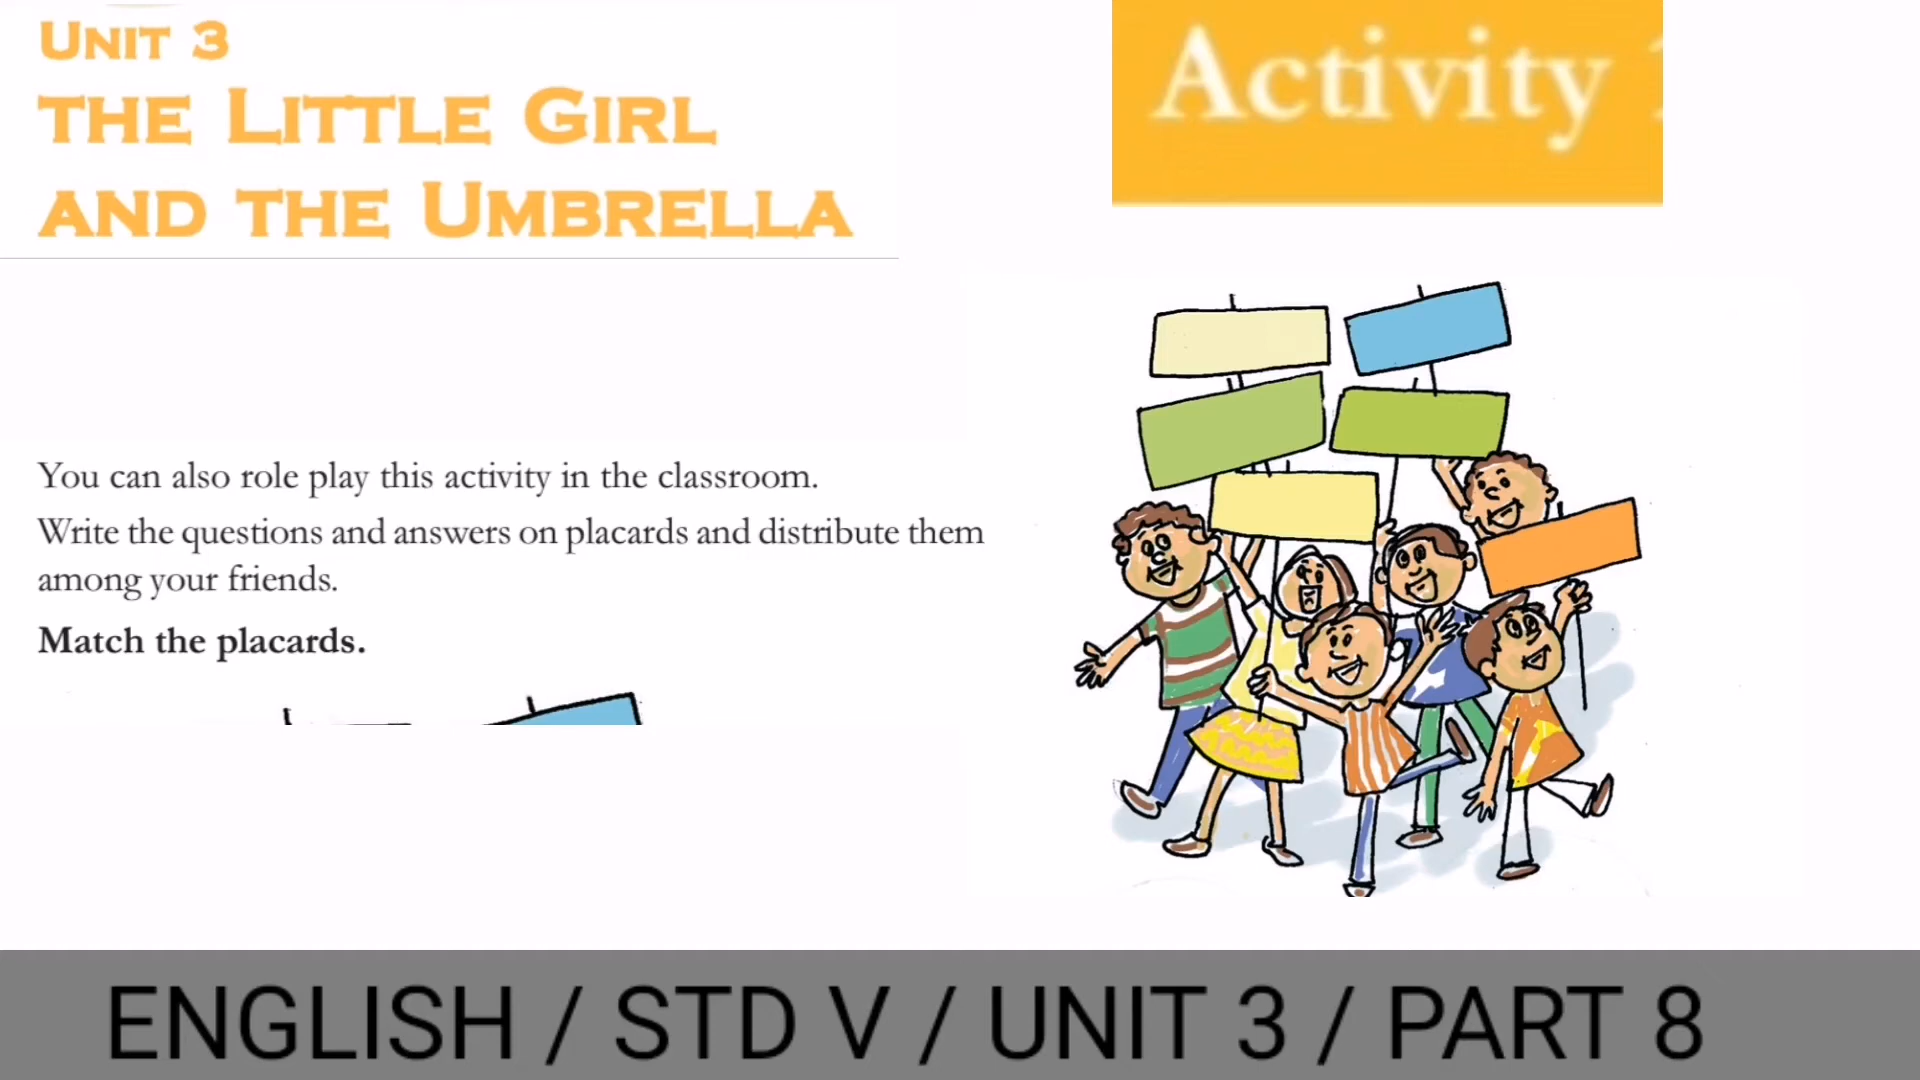 UNIT 3
THE LITTLE GIRL
AND THE UMBRELLA
Activity
You can also role play this activity in the classroom.
Write the questions and answers on placards and distribute them
among your friends.
Match the placards.
ENGLISH / STD V / UNIT 3 / PART 8